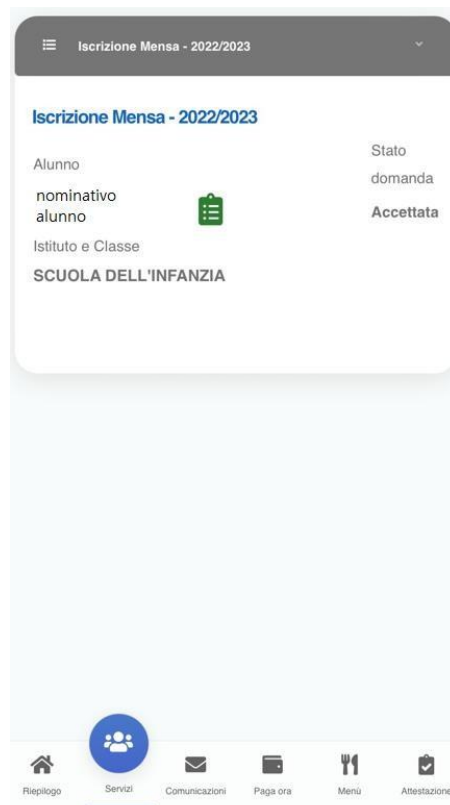 Iscrizione Mensa - 2022/2023
Iscrizione Mensa - 2022/2023
Alunno
nominativo
alunno
Istituto e Classe
SCUOLA DELL'INFANZIA
Stato
domanda
Accettata
Riepilogo
Servizi
Comunicazioni
Paga ora
Menù
Attestazione